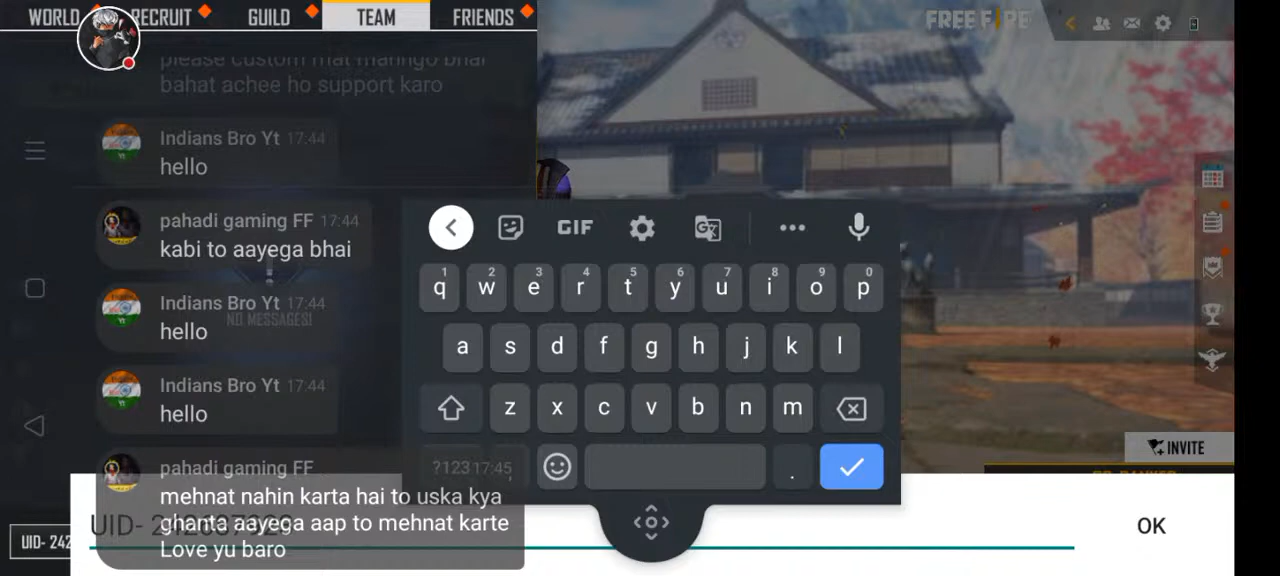 WORLD RECRUIT GUILD TEAM FRIENDS
FREE FIRE
please custom mat manngo bhai
bahat achee ho support karo
Indians Bro Yt 17:44
hello
pahadi gaming FF 17:44
kabi to aayega bhai
Indians Bro Yt 17:44
hello
NO MESSAGES!
Indians Bro Yt 17:44
hello
pahadi gaming FF
17:45
mehnat nahin karta hai to uska kya
ghanta aayega aap to mehnat karte
Love yu baro
GIF
1 2 3 4 5 6 7 8 9 0
q w e r t y u i o p
a s d f g h j k l
z x c v b n m
?123 .
INVITE
UID- 242
UID-
OK